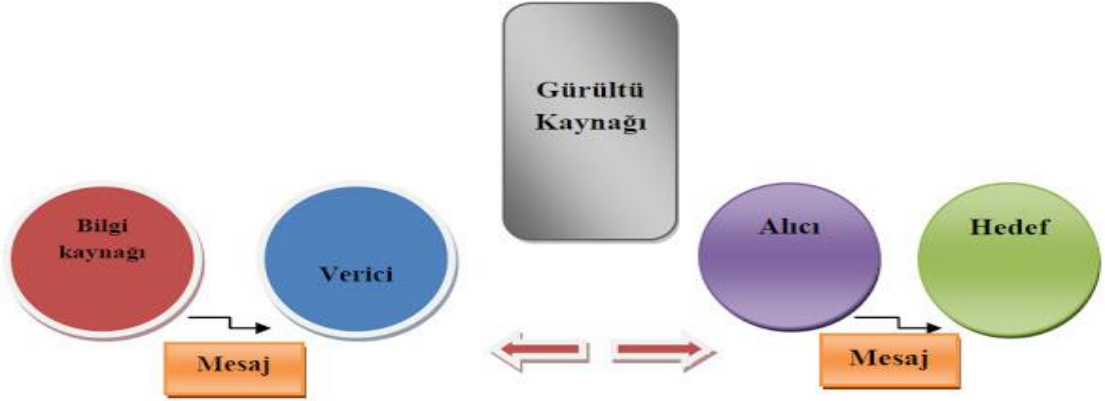 Gürültü
Kaynağı
Bilgi
kaynağı
Verici
Alıcı
Hedef
Mesaj
Mesaj